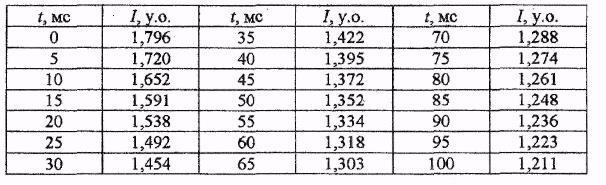 t, мс I, у.о. t, мс I, у.о. t, мс I, у.о.
0 1,796 35 1,422 70 1,288
5 1,720 40 1,395 75 1,274
10 1,652 45 1,372 80 1,261
15 1,591 50 1,352 85 1,248
20 1,538 55 1,334 90 1,236
25 1,492 60 1,318 95 1,223
30 1,454 65 1,303 100 1,211